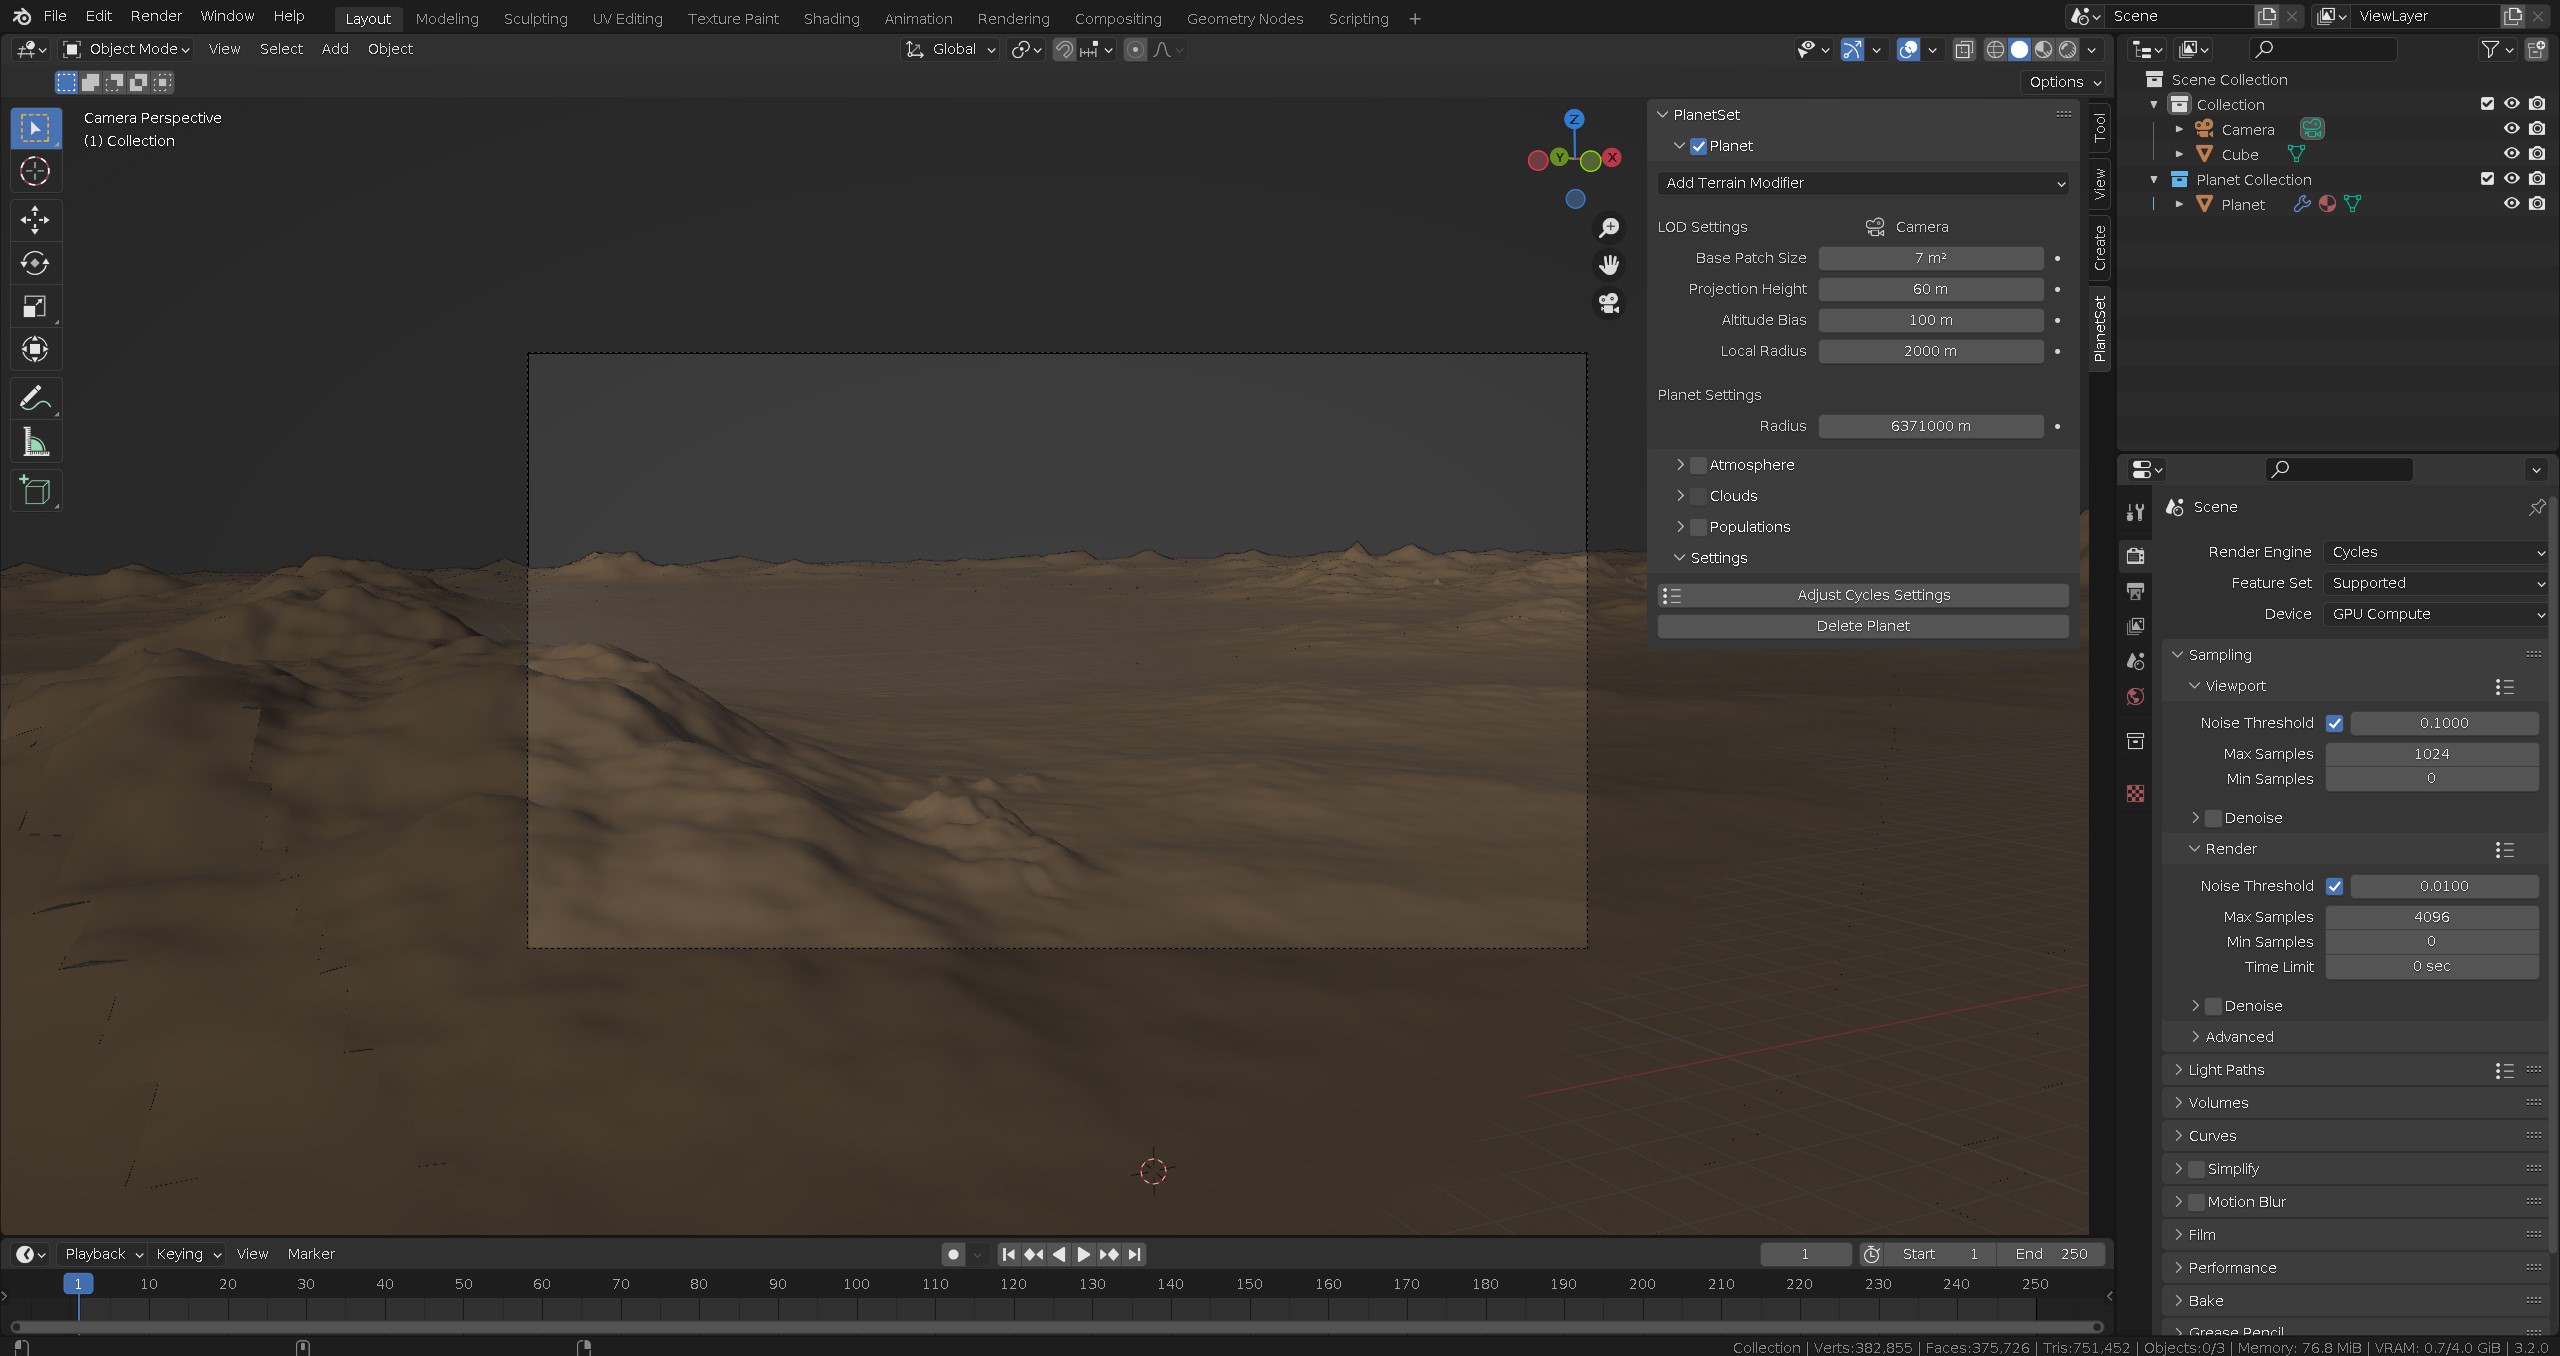 File Edit Render Window Help Layout Modeling Sculpting UV Editing Texture Paint Shading Animation Rendering Compositing Geometry Nodes Scripting + Scene ViewLayer
Object Mode View Select Add Object Global
Options
Camera Perspective
(1) Collection
Z
Y
X
PlanetSet
Planet
Add Terrain Modifier
LOD Settings Camera
Base Patch Size 7 m²
Projection Height 60 m
Altitude Bias 100 m
Local Radius 2000 m
Planet Settings
Radius 6371000 m
Atmosphere
Clouds
Populations
Settings
Adjust Cycles Settings
Delete Planet
Tool
View
Create
PlanetSet
Scene Collection
Collection
Camera
Cube
Planet Collection
Planet
Scene
Render Engine Cycles
Feature Set Supported
Device GPU Compute
Sampling
Viewport
Noise Threshold 0.1000
Max Samples 1024
Min Samples 0
Denoise
Render
Noise Threshold 0.0100
Max Samples 4096
Min Samples 0
Time Limit 0 sec
Denoise
Advanced
Light Paths
Volumes
Curves
Simplify
Motion Blur
Film
Performance
Bake
Grease Pencil
Playback Keying View Marker 1 Start 1 End 250
1 10 20 30 40 50 60 70 80 90 100 110 120 130 140 150 160 170 180 190 200 210 220 230 240 250
Collection | Verts:382,855 | Faces:375,726 | Tris:751,452 | Objects:0/3 | Memory: 76.8 MiB | VRAM: 0.7/4.0 GiB | 3.2.0